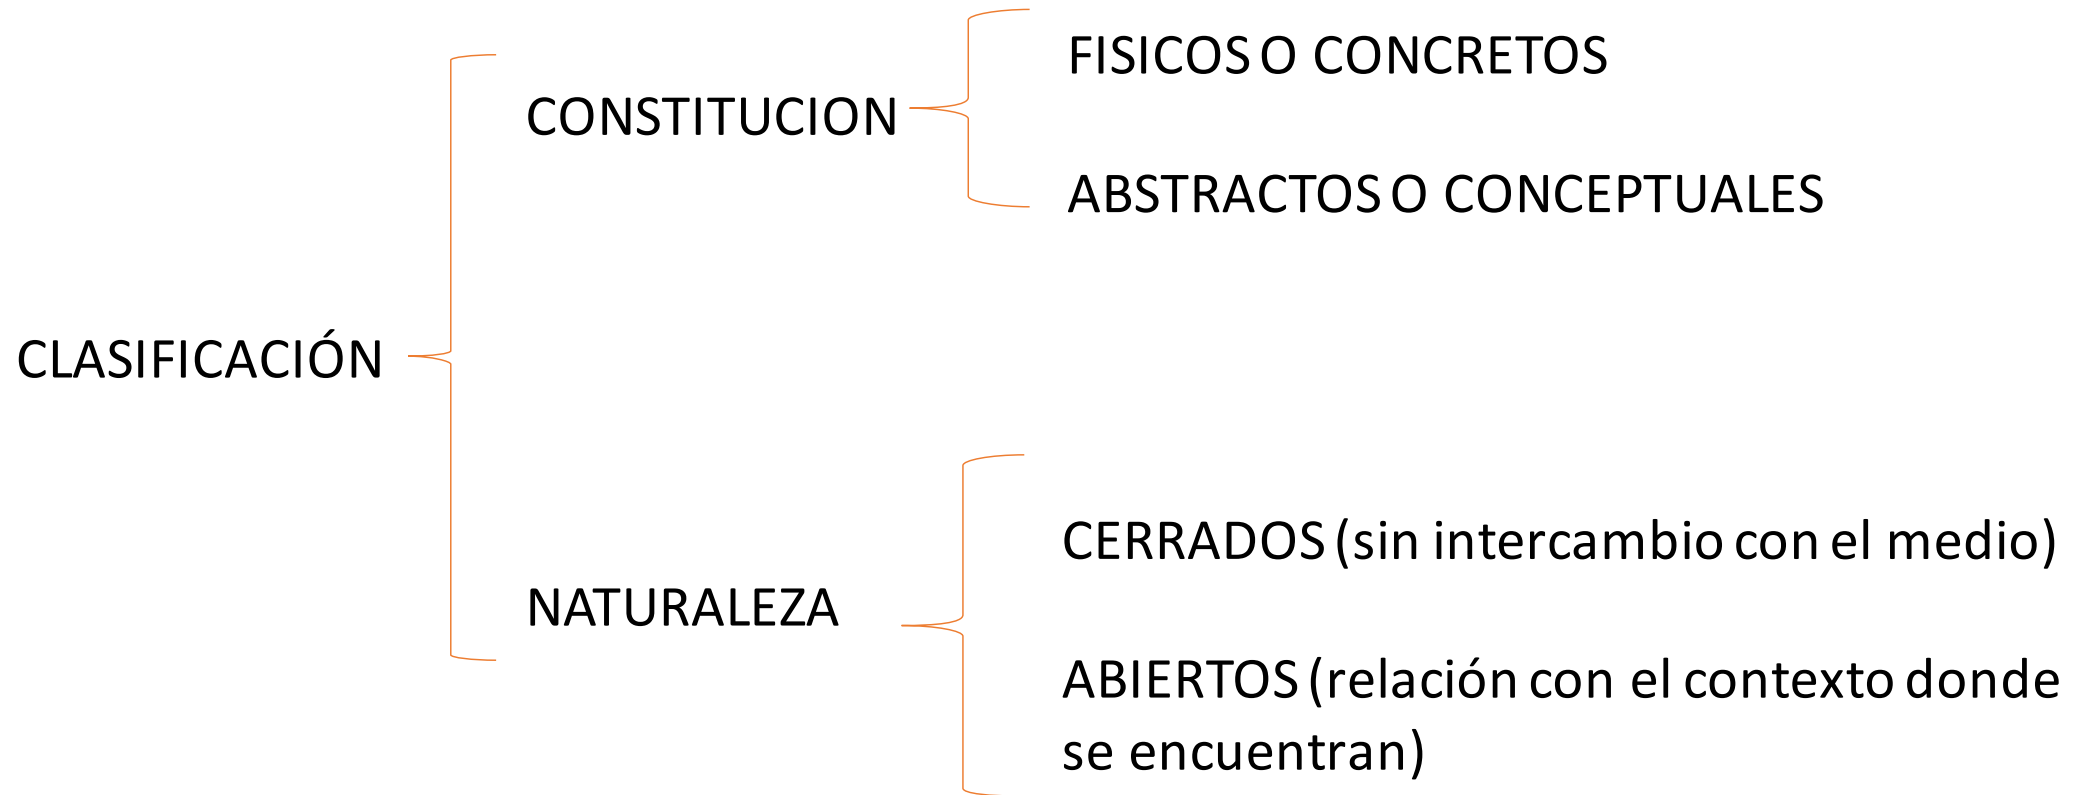 FISICOS O CONCRETOS
CONSTITUCION
ABSTRACTOS O CONCEPTUALES
CLASIFICACIÓN
CERRADOS (sin intercambio con el medio)
NATURALEZA
ABIERTOS (relación con el contexto donde
se encuentran)